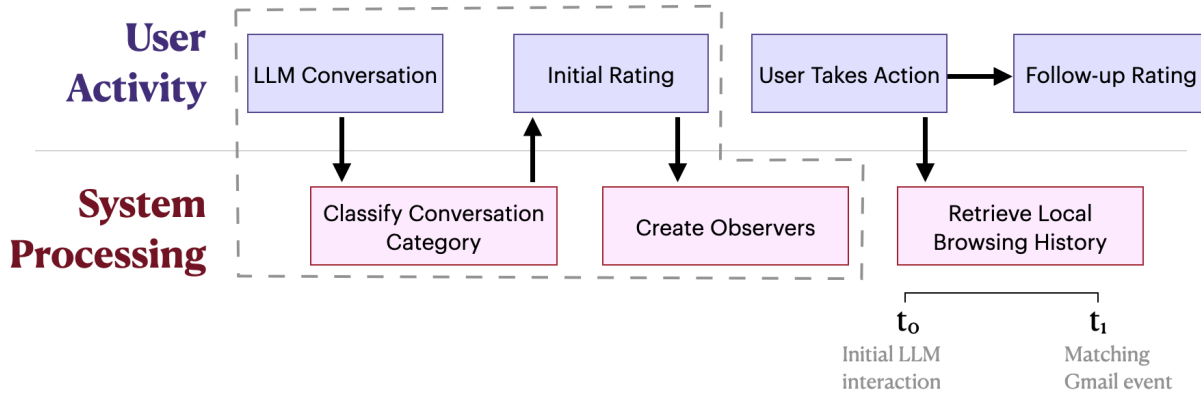 User
Activity
LLM Conversation
Initial Rating
User Takes Action
Follow-up Rating
System
Processing
Classify Conversation
Category
Create Observers
Retrieve Local
Browsing History
t₀
Initial LLM
interaction
t₁
Matching
Gmail event